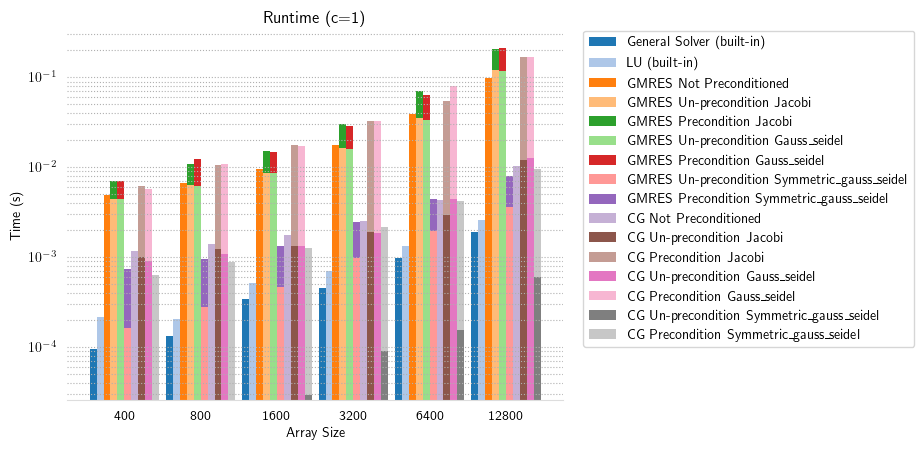 Runtime (c=1)
Time (s)
10⁻¹
10⁻²
10⁻³
10⁻⁴
400 800 1600 3200 6400 12800
Array Size
General Solver (built-in)
LU (built-in)
GMRES Not Preconditioned
GMRES Un-precondition Jacobi
GMRES Precondition Jacobi
GMRES Un-precondition Gauss_seidel
GMRES Precondition Gauss_seidel
GMRES Un-precondition Symmetric_gauss_seidel
GMRES Precondition Symmetric_gauss_seidel
CG Not Preconditioned
CG Un-precondition Jacobi
CG Precondition Jacobi
CG Un-precondition Gauss_seidel
CG Precondition Gauss_seidel
CG Un-precondition Symmetric_gauss_seidel
CG Precondition Symmetric_gauss_seidel